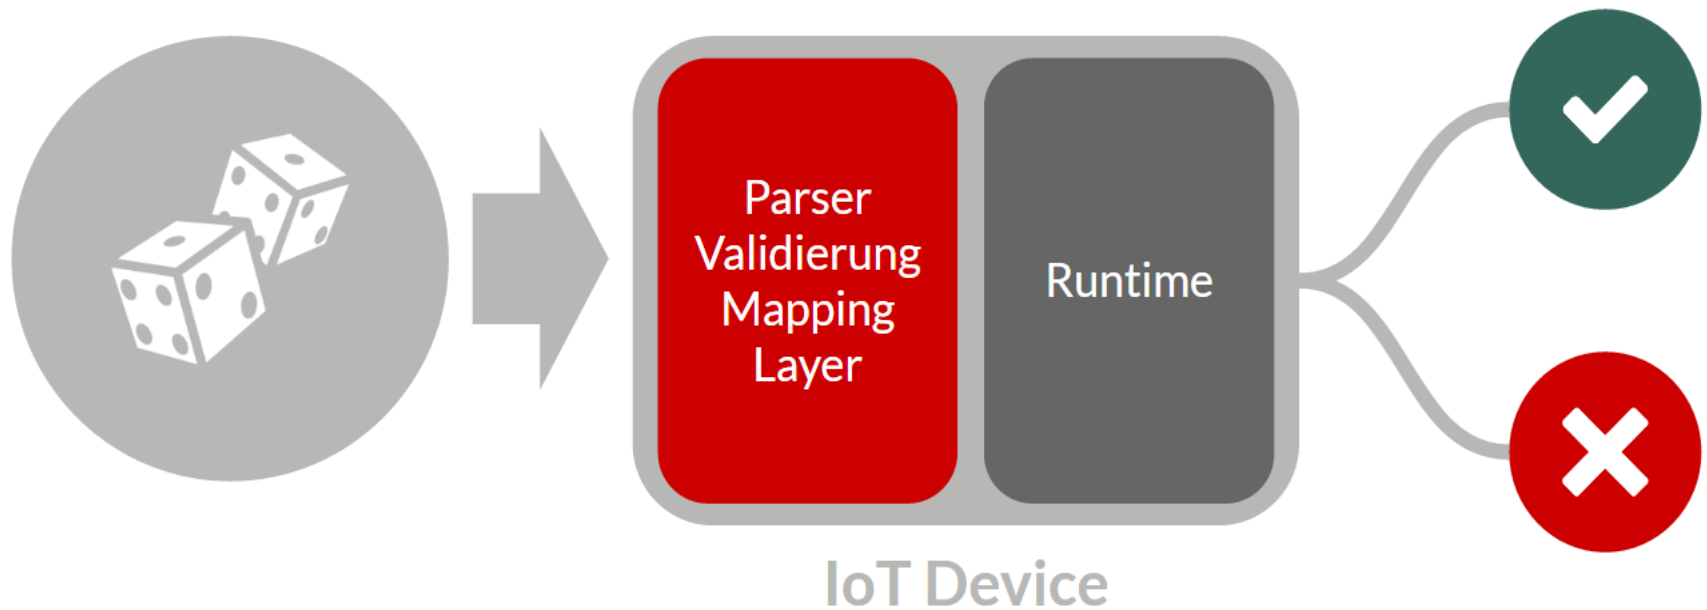 Parser
Validierung
Mapping
Layer
Runtime
IoT Device